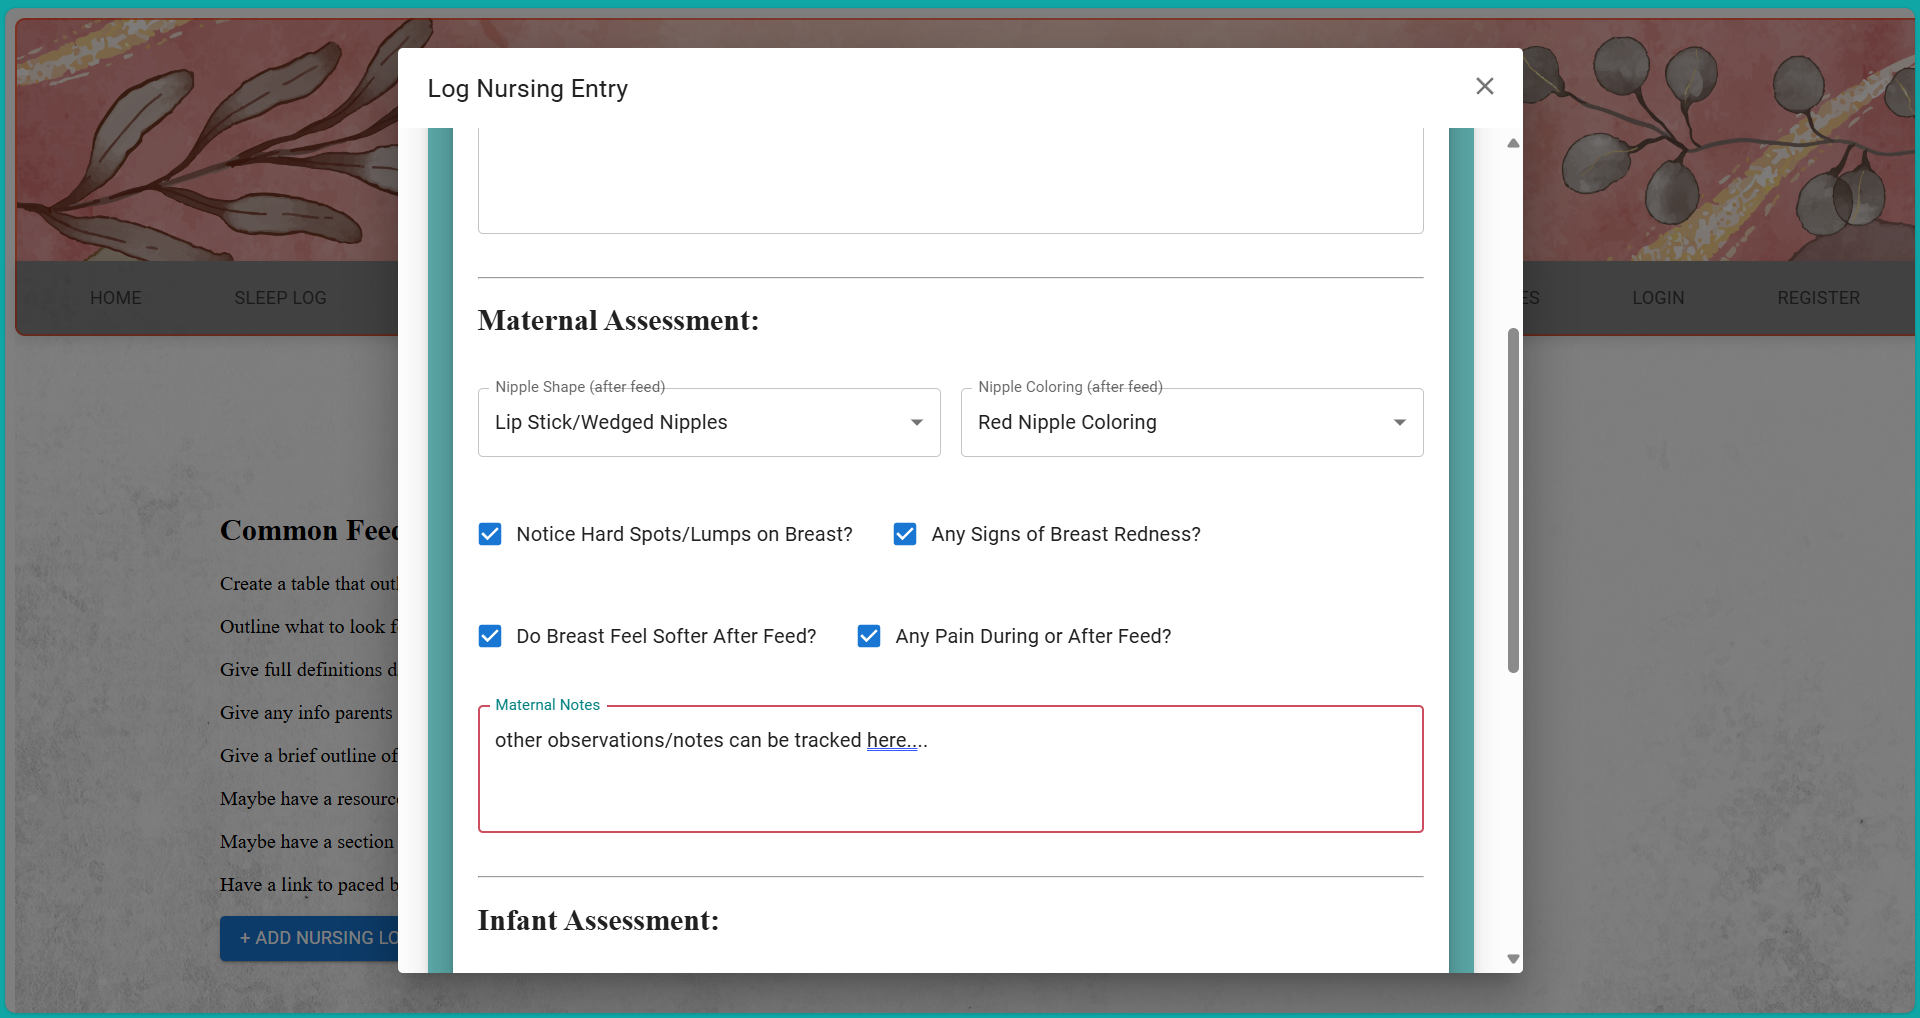 Log Nursing Entry
HOME
SLEEP LOG
ES
LOGIN
REGISTER
Maternal Assessment:
Nipple Shape (after feed)
Nipple Coloring (after feed)
Lip Stick/Wedged Nipples
Red Nipple Coloring
Notice Hard Spots/Lumps on Breast?
Any Signs of Breast Redness?
Do Breast Feel Softer After Feed?
Any Pain During or After Feed?
Maternal Notes
other observations/notes can be tracked here....
Infant Assessment:
Common Feed
Create a table that outl
Outline what to look f
Give full definitions d
Give any info parents
Give a brief outline of
Maybe have a resourc
Maybe have a section
Have a link to paced b
+ ADD NURSING LO